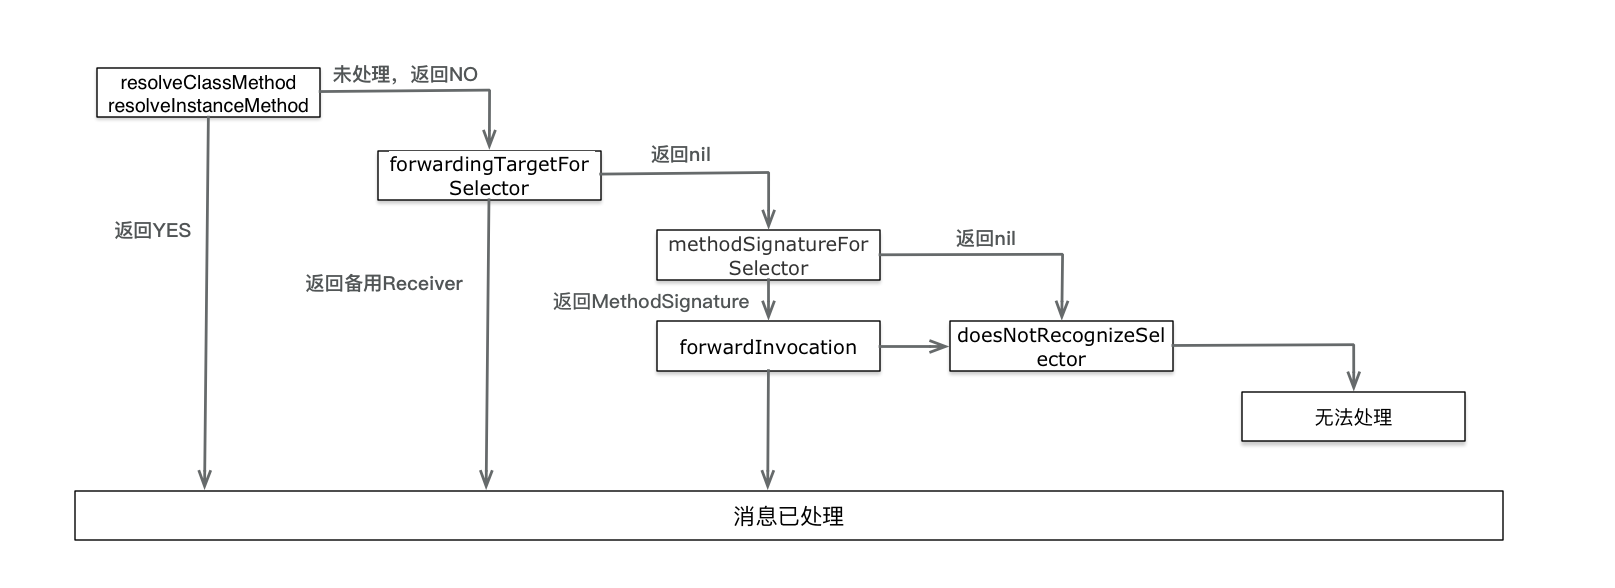 resolveClassMethod
resolveInstanceMethod
未处理，返回NO
forwardingTargetFor
Selector
返回nil
返回YES
methodSignatureFor
Selector
返回nil
返回备用Receiver
返回MethodSignature
forwardInvocation
doesNotRecognizeSel
ector
无法处理
消息已处理